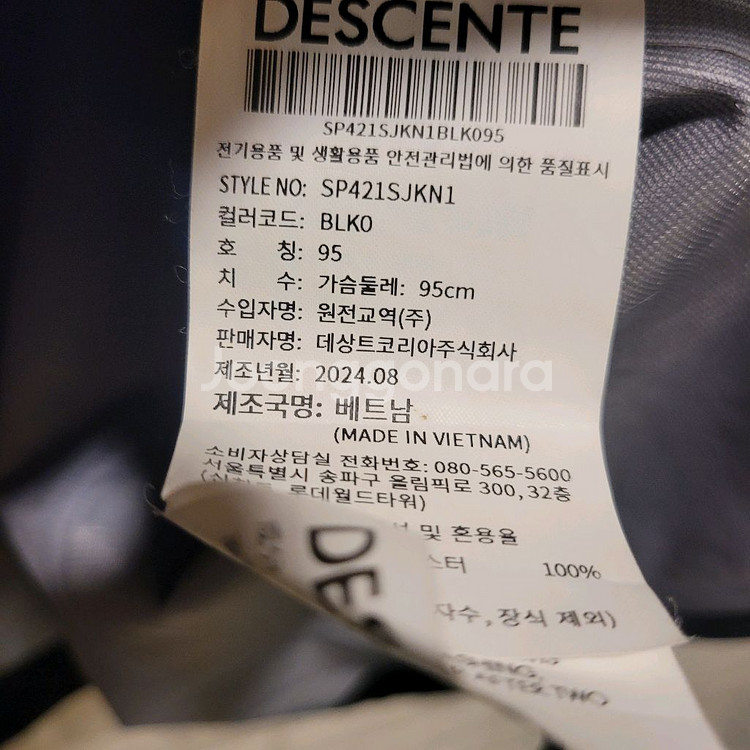 DESCENTE
SP421SJKN1BLK095
전기용품 및 생활용품 안전관리법에 의한 품질표시
STYLE NO: SP421SJKN1
컬러코드: BLK0
호 칭: 95
치 수: 가슴둘레: 95cm
수입자명: 원전교역(주)
판매자명: 데상트코리아주식회사
제조년월: 2024.08
Joonggonara
제조국명: 베트남
(MADE IN VIETNAM)
소비자상담실 전화번호: 080-565-5600
서울특별시 송파구 올림픽로 300, 32층
롯데월드타워)
및 혼용율
100%
장식 제외)
AFTER TWO